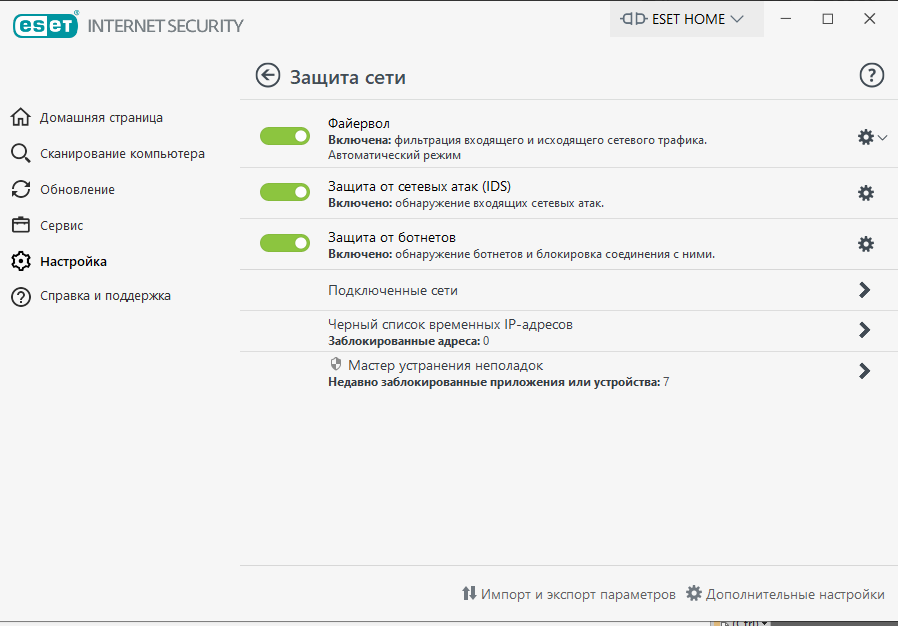 eset INTERNET SECURITY
ESET HOME
Защита сети
Домашняя страница
Сканирование компьютера
Обновление
Сервис
Настройка
Справка и поддержка
Файервол
Включена: фильтрация входящего и исходящего сетевого трафика.
Автоматический режим
Защита от сетевых атак (IDS)
Включено: обнаружение входящих сетевых атак.
Защита от ботнетов
Включено: обнаружение ботнетов и блокировка соединения с ними.
Подключенные сети
Черный список временных IP-адресов
Заблокированные адреса: 0
Мастер устранения неполадок
Недавно заблокированные приложения или устройства: 7
Импорт и экспорт параметров
Дополнительные настройки
(Ctrl)